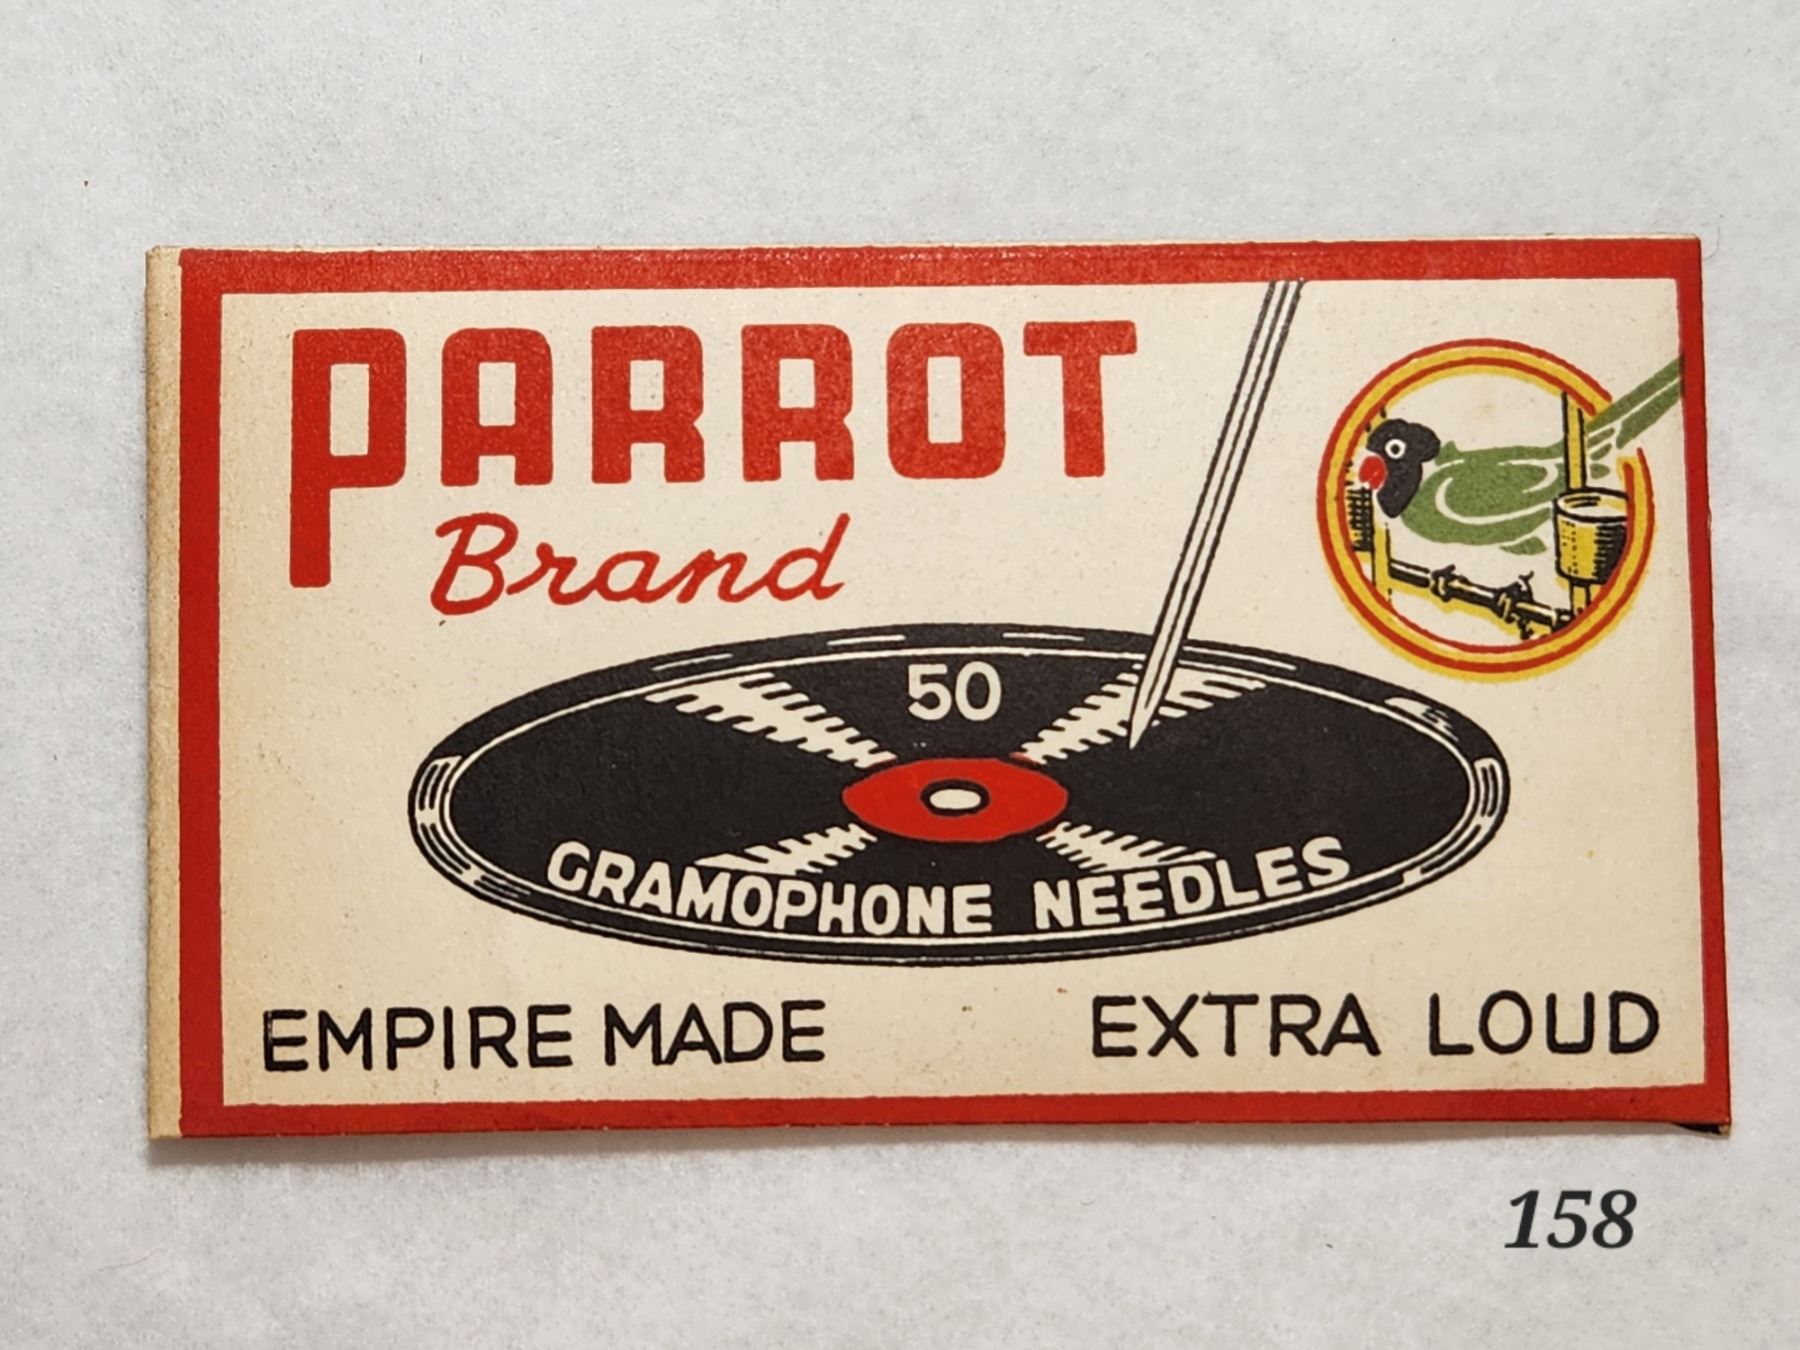 PARROT
Brand
50
GRAMOPHONE NEEDLES
EMPIRE MADE
EXTRA LOUD
158